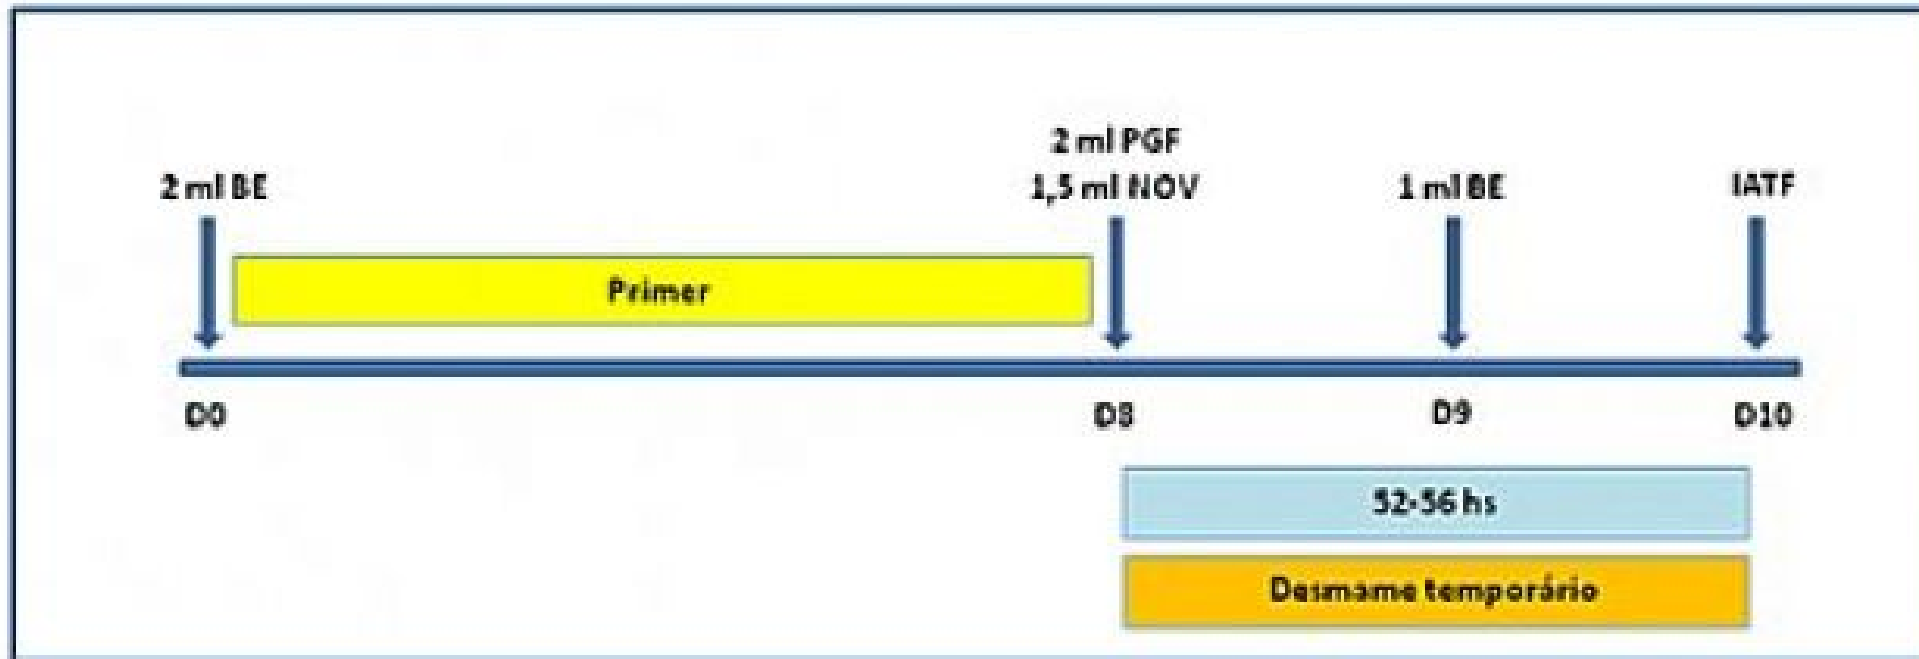 2 ml PGF
2 ml BE
1,5 ml NOV
1 ml BE
IATF
Primer
D0
D8
D9
D10
52-56 hs
Desmame temporário